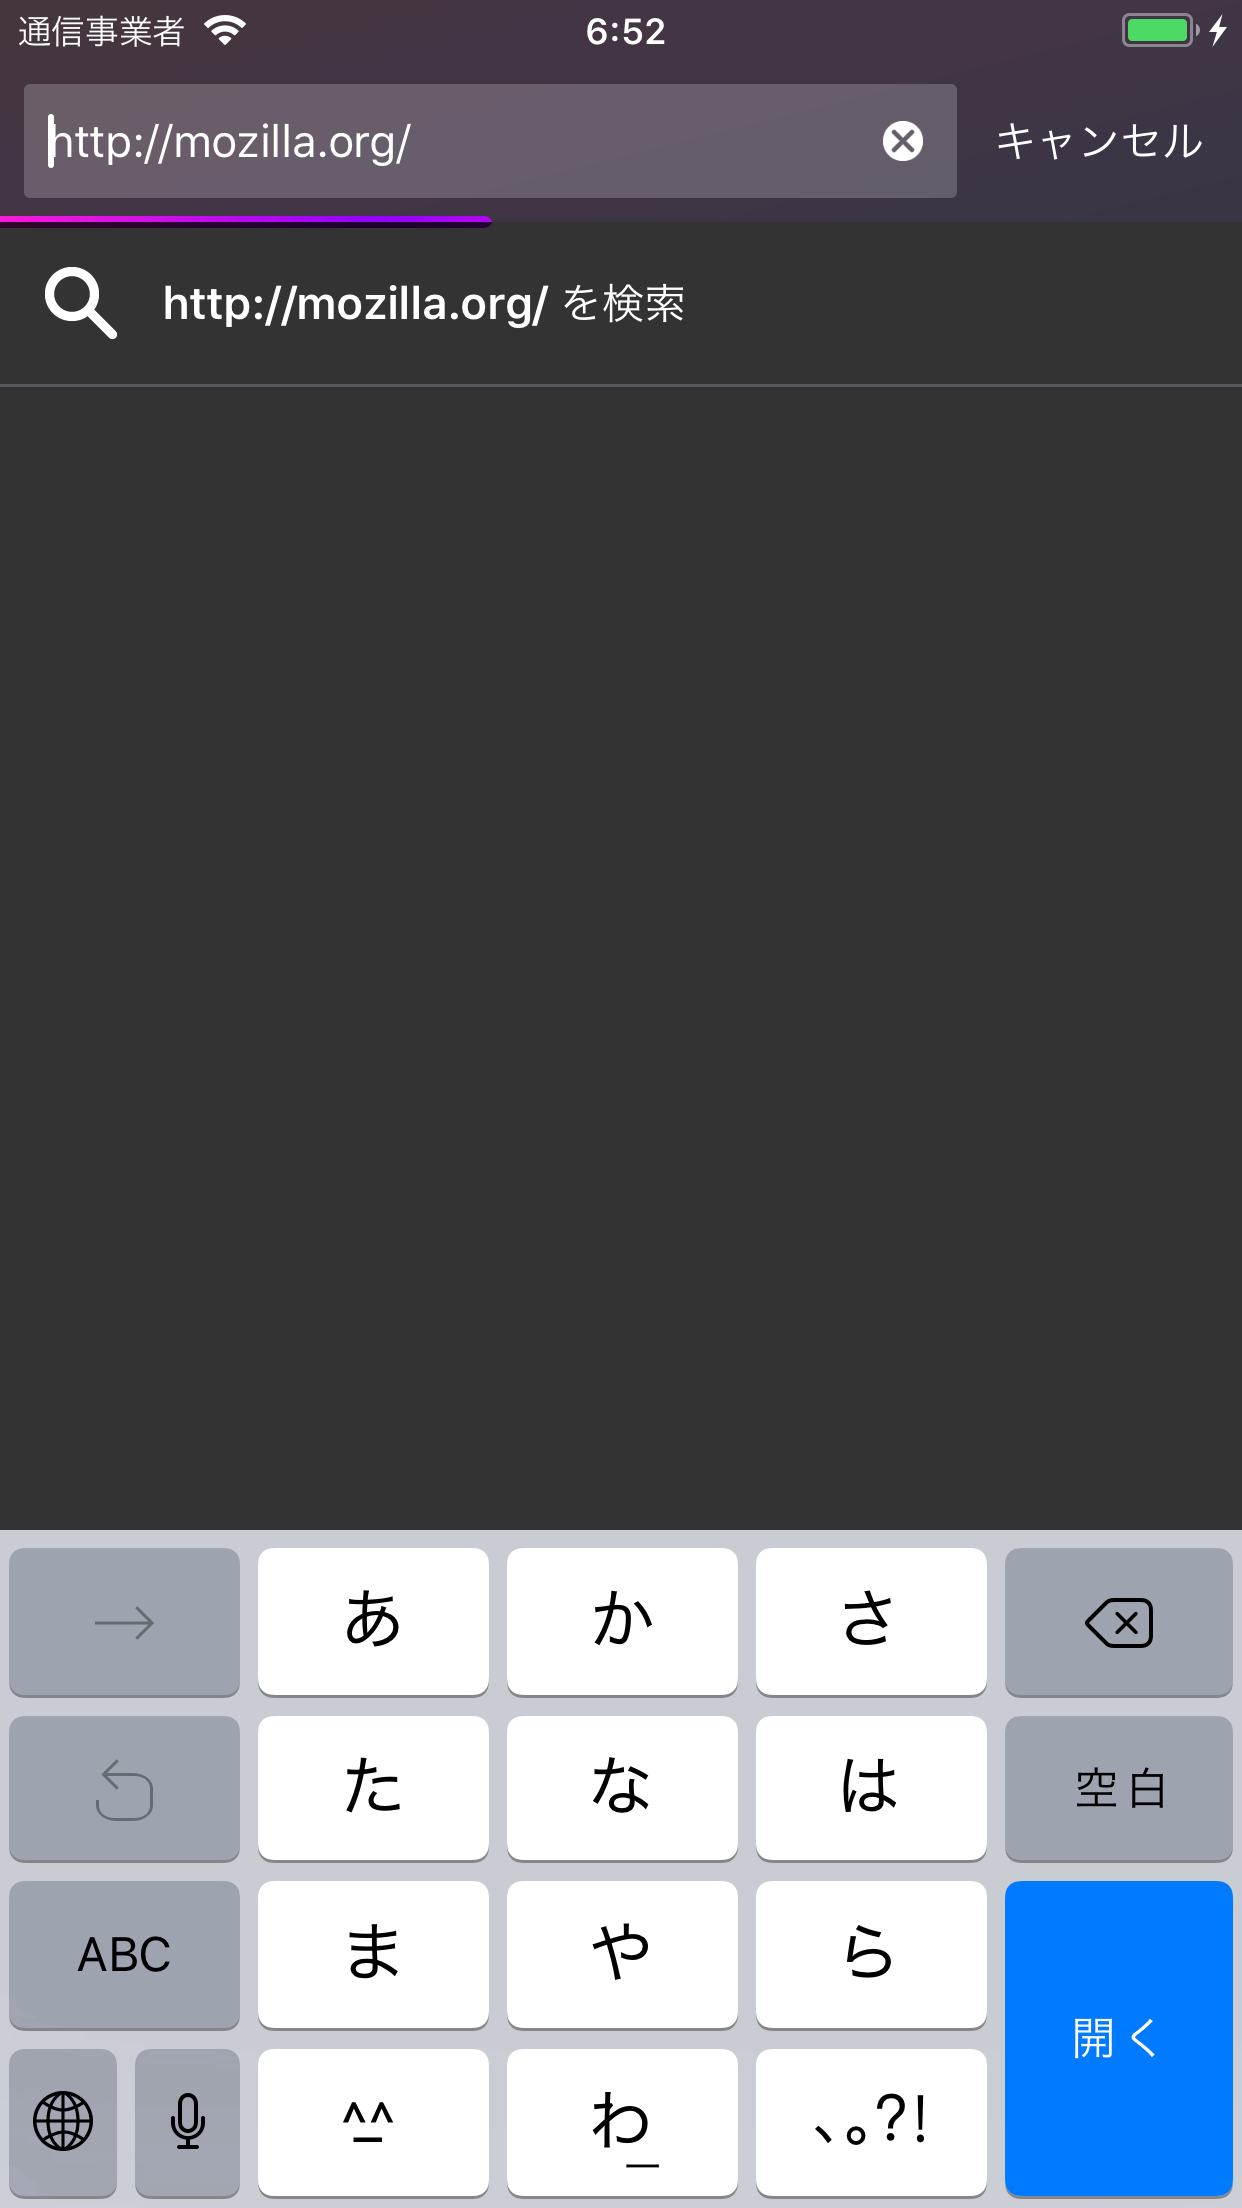 通信事業者 6:52
http://mozilla.org/ キャンセル
http://mozilla.org/ を検索
あ か さ
た な は 空白
ABC ま や ら
開く
^_^ わ_ 、。?!